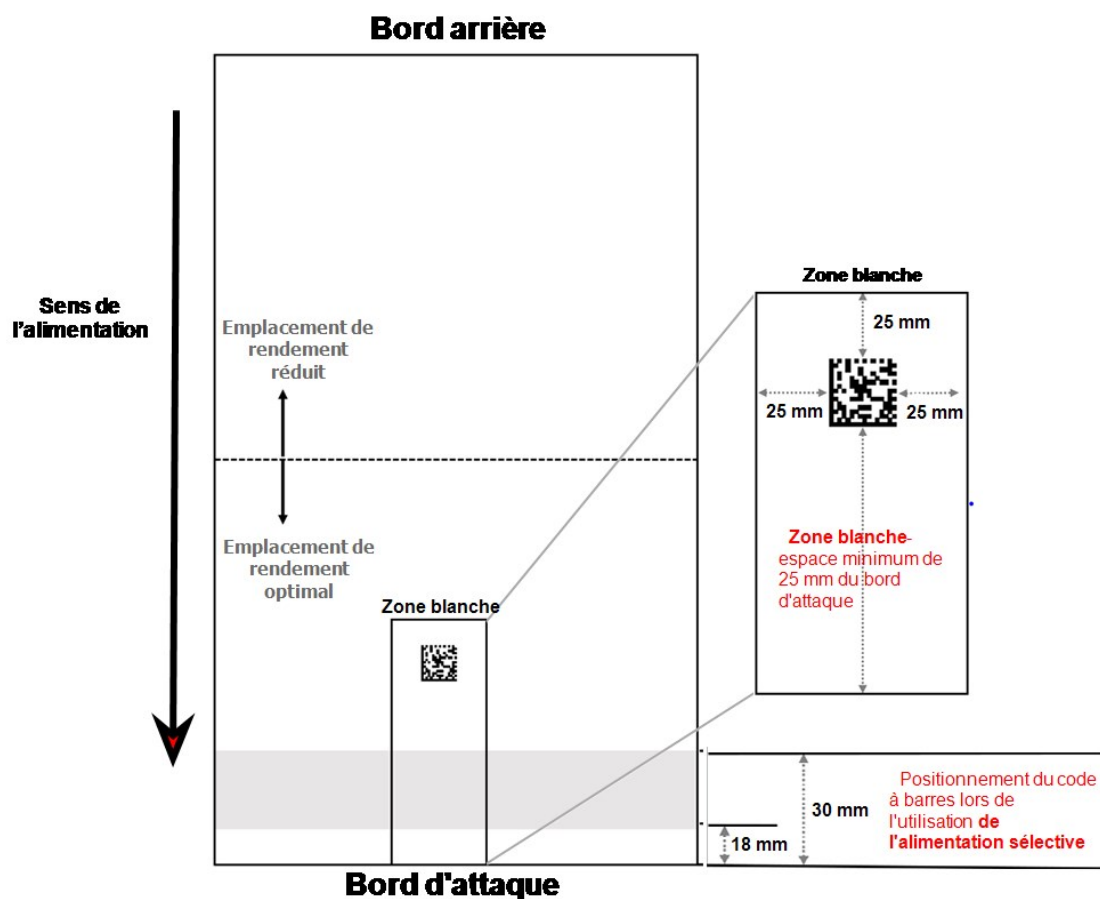 Bord arrière
Sens de
l'alimentation
Emplacement de
rendement
réduit
Emplacement de
rendement
optimal
Zone blanche
Zone blanche
25 mm
25 mm
25 mm
Zone blanche-
espace minimum de
25 mm du bord
d'attaque
30 mm
18 mm
Positionnement du code
à barres lors de
l'utilisation de
l'alimentation sélective
Bord d'attaque